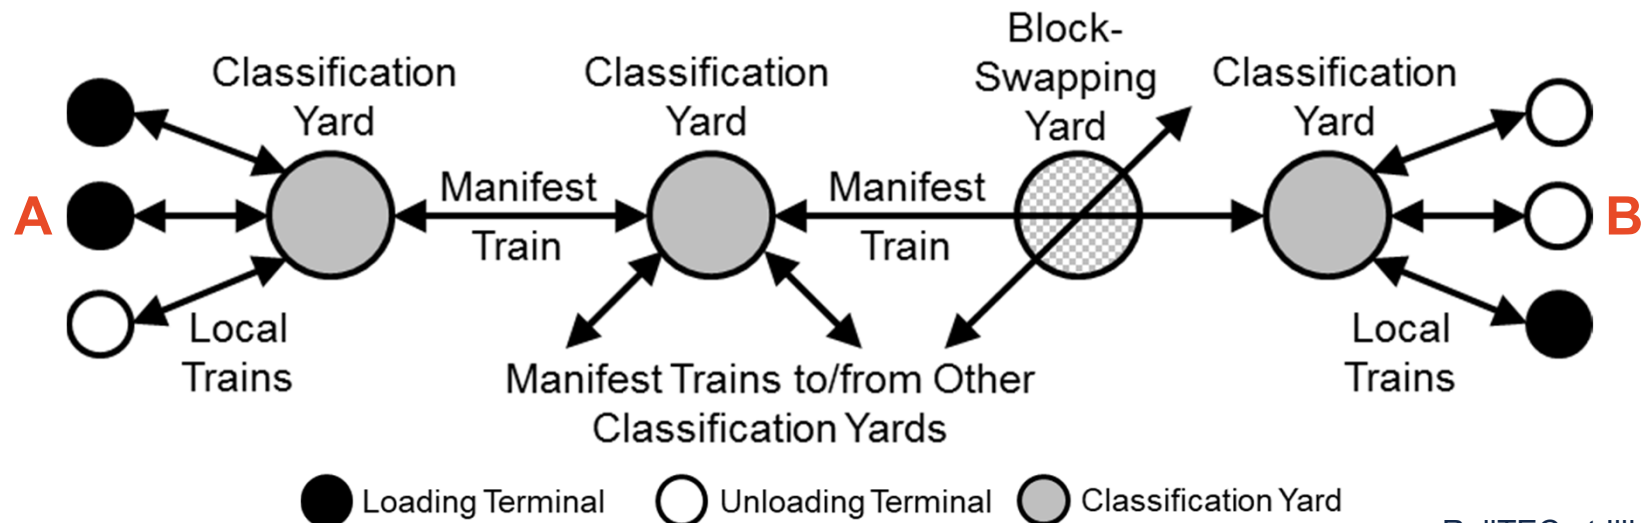 Block-
Swapping
Yard
Classification
Yard
Classification
Yard
Classification
Yard
A
Manifest
Train
Manifest
Train
B
Local
Trains
Local
Trains
Manifest Trains to/from Other
Classification Yards
Loading Terminal
Unloading Terminal
Classification Yard